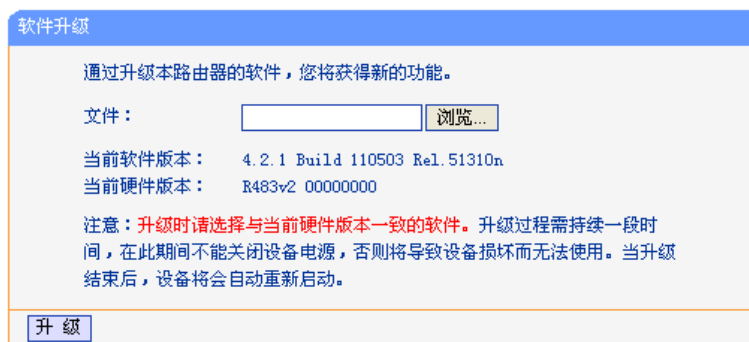 软件升级
通过升级本路由器的软件，您将获得新的功能。
文件： 浏览...
当前软件版本： 4.2.1 Build 110503 Rel.51310n
当前硬件版本： R483v2 00000000
注意：升级时请选择与当前硬件版本一致的软件。升级过程需持续一段时
间，在此期间不能关闭设备电源，否则将导致设备损坏而无法使用。当升级
结束后，设备将会自动重新启动。
升 级